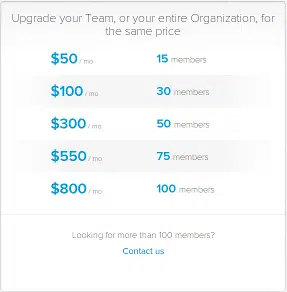 Upgrade your Team, or your entire Organization, for
the same price
$50 / mo 15 members
$100 / mo 30 members
$300 / mo 50 members
$550 / mo 75 members
$800 / mo 100 members
Looking for more than 100 members?
Contact us